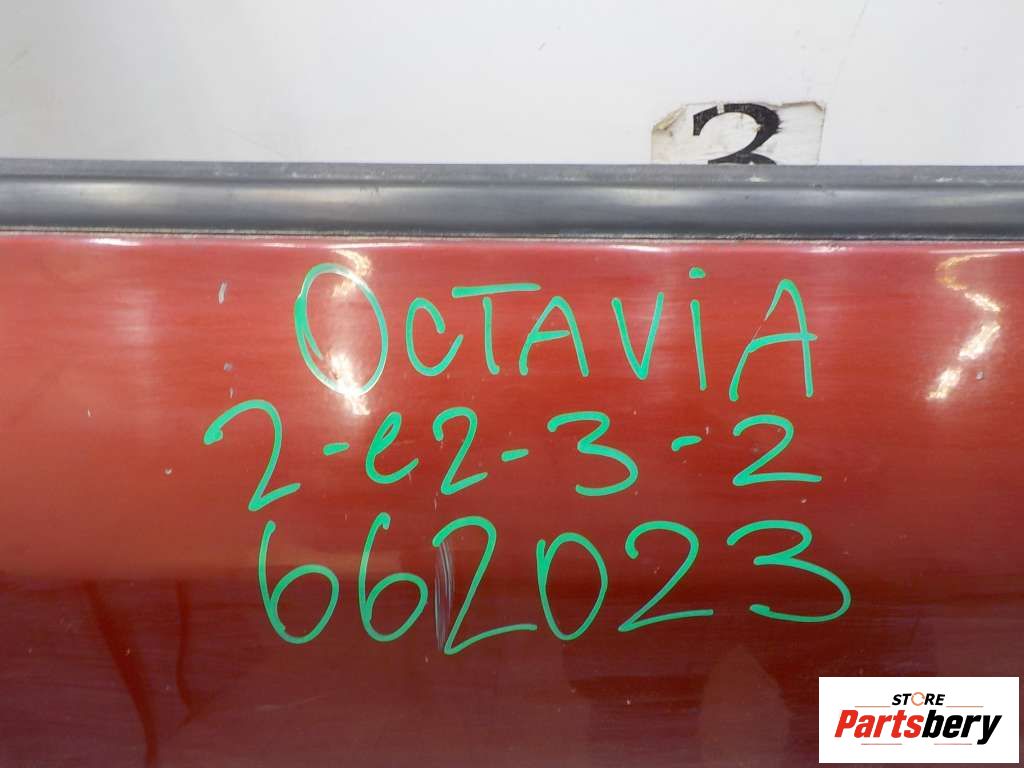 3
OCTAViA
2-e2-3-2
662023
STORE
Partsbery